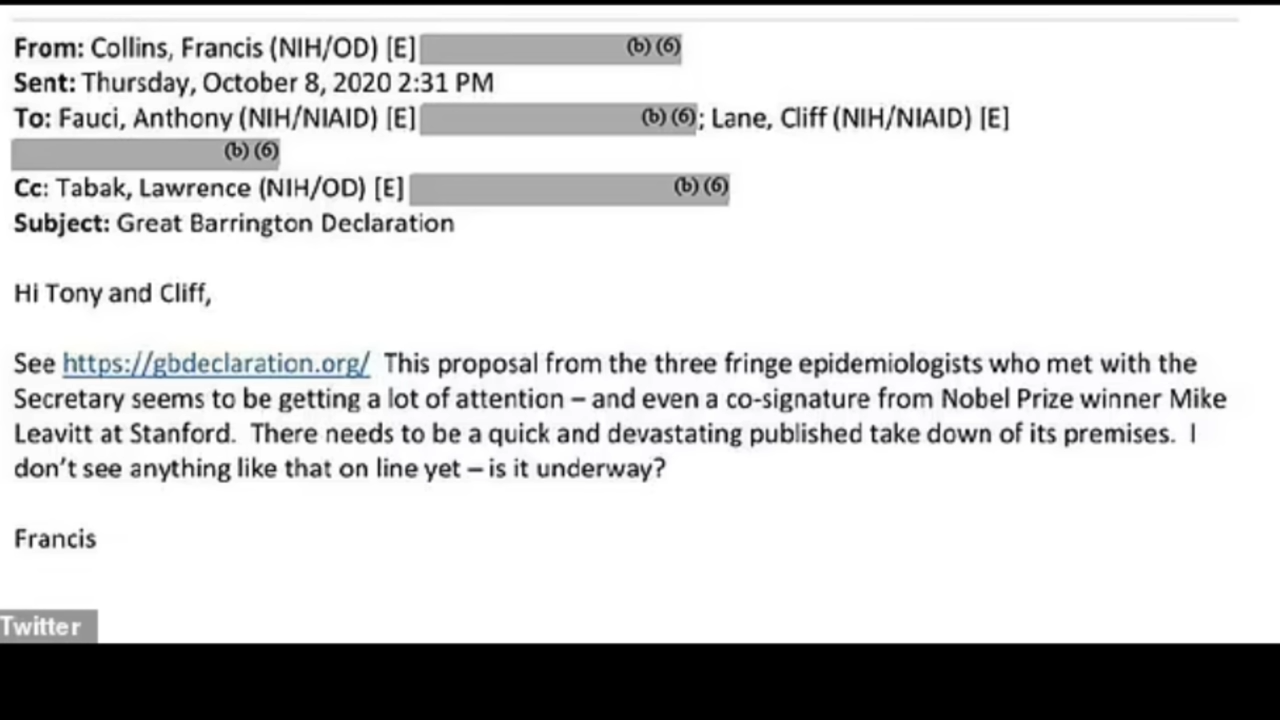 From: Collins, Francis (NIH/OD) [E] (b) (6)
Sent: Thursday, October 8, 2020 2:31 PM
To: Fauci, Anthony (NIH/NIAID) [E] (b) (6); Lane, Cliff (NIH/NIAID) [E]
(b) (6)
Cc: Tabak, Lawrence (NIH/OD) [E] (b) (6)
Subject: Great Barrington Declaration
Hi Tony and Cliff,
See https://gbdeclaration.org/ This proposal from the three fringe epidemiologists who met with the
Secretary seems to be getting a lot of attention – and even a co-signature from Nobel Prize winner Mike
Leavitt at Stanford. There needs to be a quick and devastating published take down of its premises. I
don’t see anything like that on line yet – is it underway?
Francis
Twitter